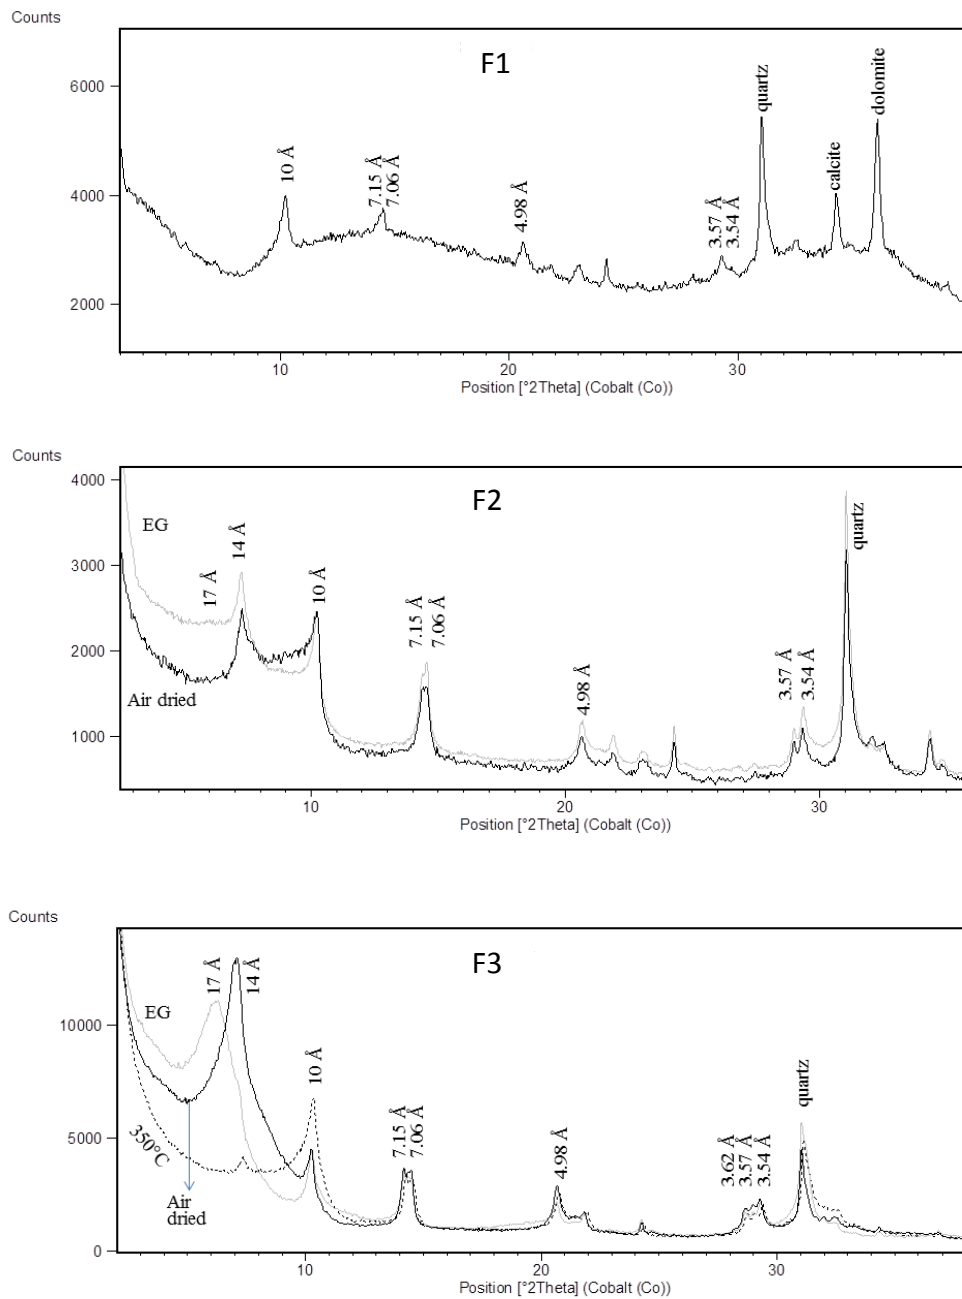 Counts
F1
6000
4000
2000
10 Å
7.15 Å
7.06 Å
4.98 Å
3.57 Å
3.54 Å
quartz
calcite
dolomite
10
20
30
Position [°2Theta] (Cobalt (Co))
Counts
F2
4000
3000
2000
1000
EG
Air dried
17 Å
14 Å
10 Å
7.15 Å
7.06 Å
4.98 Å
3.57 Å
3.54 Å
quartz
10
20
30
Position [°2Theta] (Cobalt (Co))
Counts
F3
10000
5000
0
EG
350°C
Air
dried
17 Å
14 Å
10 Å
7.15 Å
7.06 Å
4.98 Å
3.62 Å
3.57 Å
3.54 Å
quartz
10
20
30
Position [°2Theta] (Cobalt (Co))